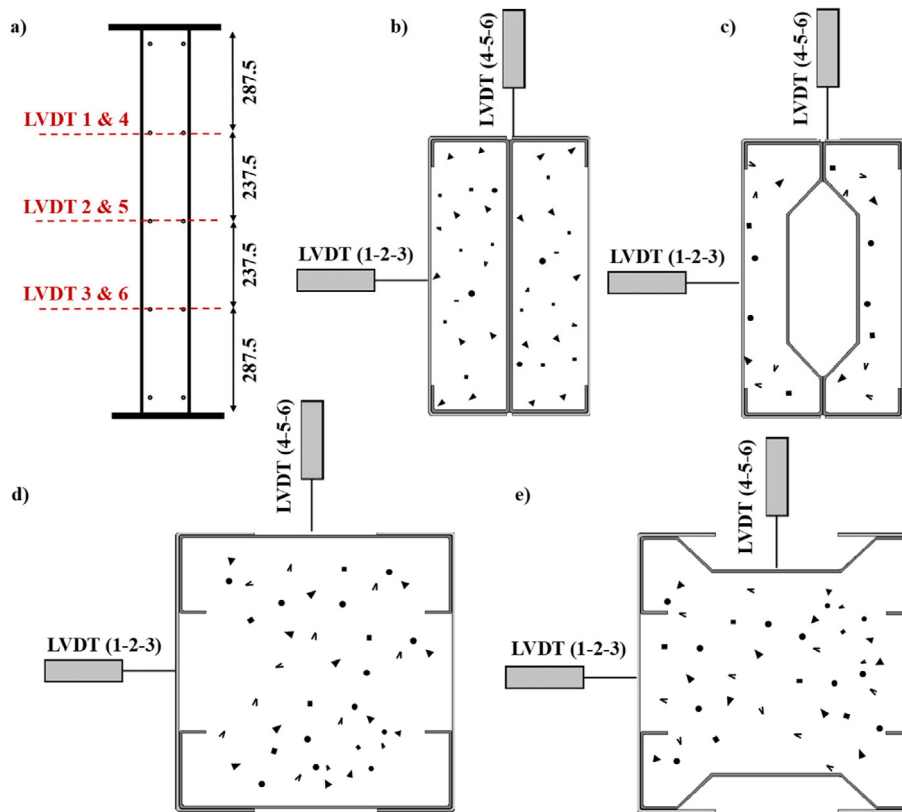 a)
287.5
LVDT 1 & 4
237.5
LVDT 2 & 5
237.5
LVDT 3 & 6
287.5
b)
LVDT (4-5-6)
LVDT (1-2-3)
c)
LVDT (4-5-6)
LVDT (1-2-3)
d)
LVDT (4-5-6)
LVDT (1-2-3)
e)
LVDT (4-5-6)
LVDT (1-2-3)